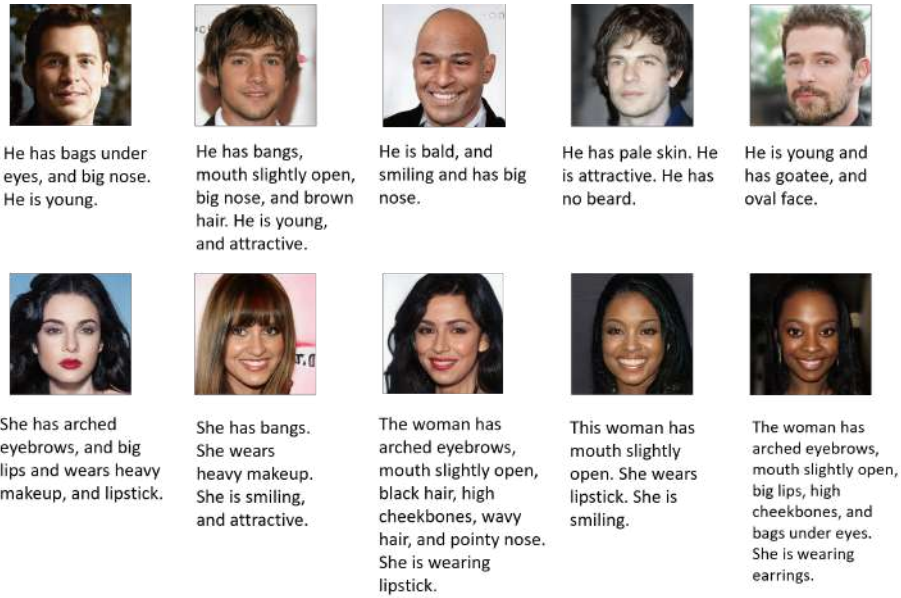 He has bags under
eyes, and big nose.
He is young.
He has bangs,
mouth slightly open,
big nose, and brown
hair. He is young,
and attractive.
He is bald, and
smiling and has big
nose.
He has pale skin. He
is attractive. He has
no beard.
He is young and
has goatee, and
oval face.
She has arched
eyebrows, and big
lips and wears heavy
makeup, and lipstick.
She has bangs.
She wears
heavy makeup.
She is smiling,
and attractive.
The woman has
arched eyebrows,
mouth slightly open,
black hair, high
cheekbones, wavy
hair, and pointy nose.
She is wearing
lipstick.
This woman has
mouth slightly
open. She wears
lipstick. She is
smiling.
The woman has
arched eyebrows,
mouth slightly open,
big lips, high
cheekbones, and
bags under eyes.
She is wearing
earrings.